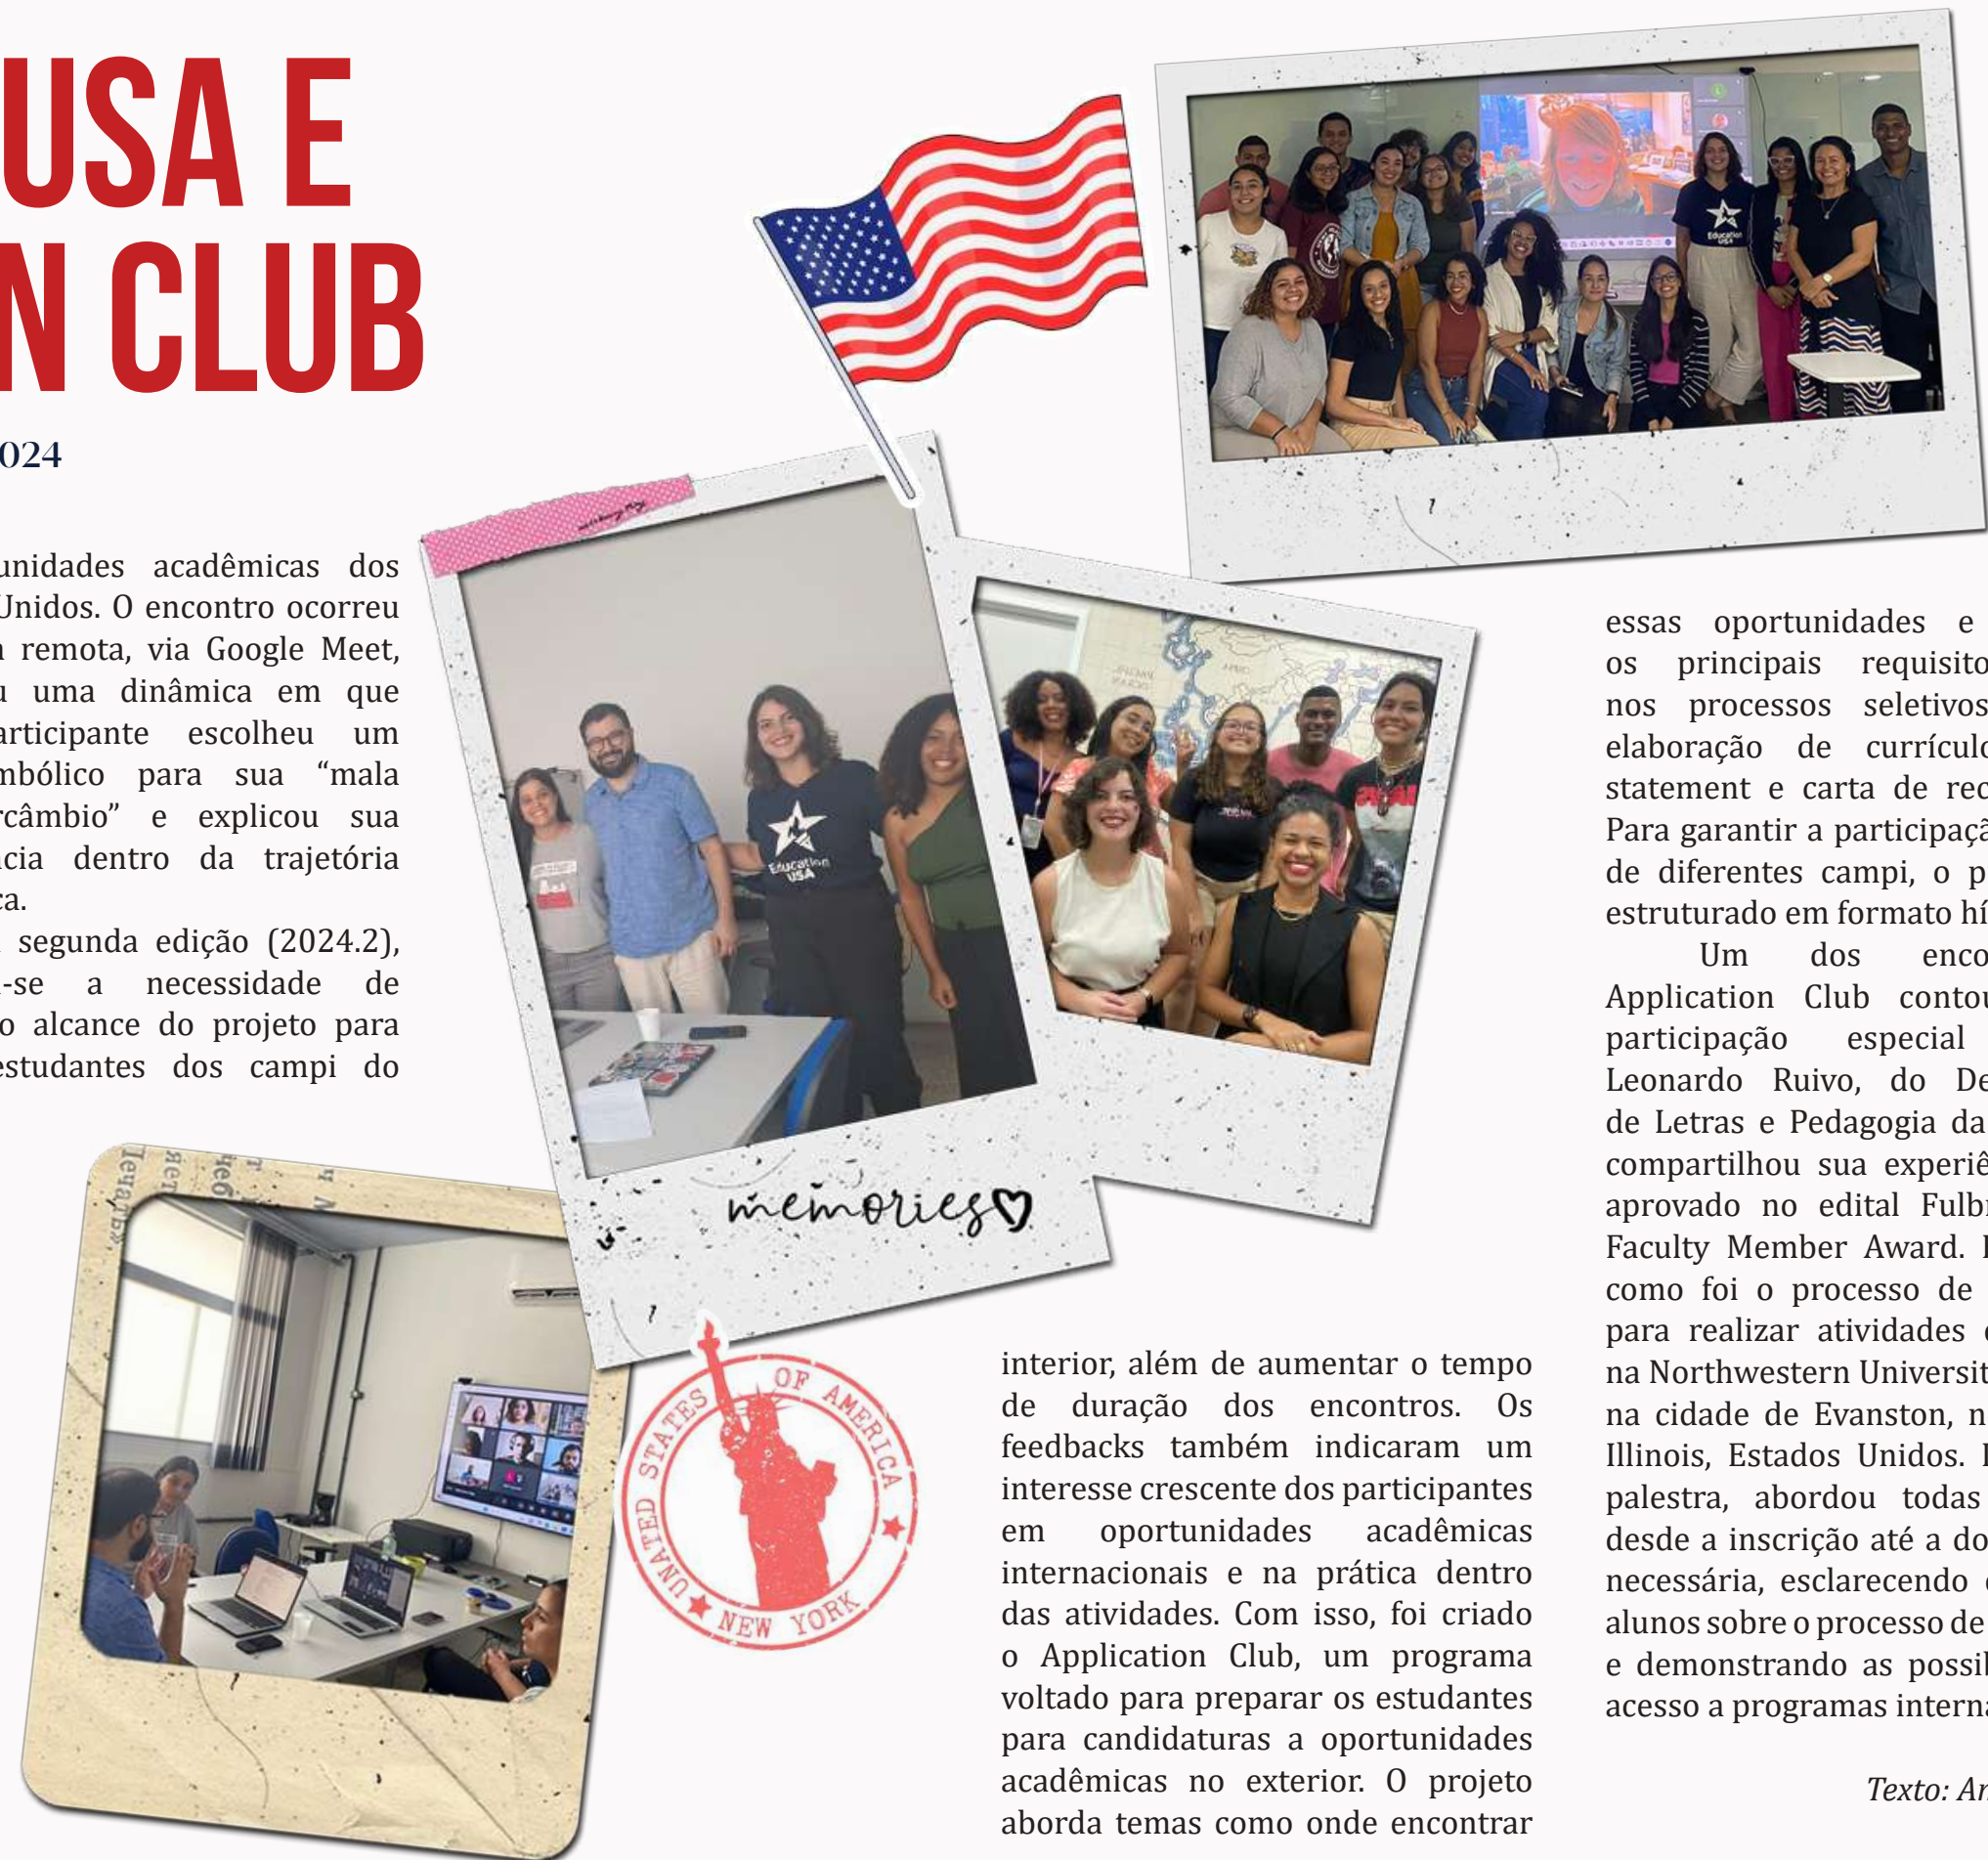 USA E
N CLUB
2024
unidades acadêmicas dos
Unidos. O encontro ocorreu
remota, via Google Meet,
u uma dinâmica em que
articipante escolheu um
mbólico para sua “mala
rcâmbio” e explicou sua
ncia dentro da trajetória
ca.
segunda edição (2024.2),
-se a necessidade de
o alcance do projeto para
estudantes dos campi do
Education
USA
Education
USA
memories
UNATED STATES OF AMERICA
NEW YORK
interior, além de aumentar o tempo
de duração dos encontros. Os
feedbacks também indicaram um
interesse crescente dos participantes
em oportunidades acadêmicas
internacionais e na prática dentro
das atividades. Com isso, foi criado
o Application Club, um programa
voltado para preparar os estudantes
para candidaturas a oportunidades
acadêmicas no exterior. O projeto
aborda temas como onde encontrar
essas oportunidades e
os principais requisito
nos processos seletivos
elaboração de currículo
statement e carta de rec
Para garantir a participaçã
de diferentes campi, o p
estruturado em formato hí
Um dos enco
Application Club contou
participação especial
Leonardo Ruivo, do De
de Letras e Pedagogia da
compartilhou sua experiê
aprovado no edital Fulbr
Faculty Member Award.
como foi o processo de
para realizar atividades
na Northwestern Universit
na cidade de Evanston, n
Illinois, Estados Unidos.
palestra, abordou todas
desde a inscrição até a do
necessária, esclarecendo
alunos sobre o processo de
e demonstrando as possib
acesso a programas interna
Texto: An